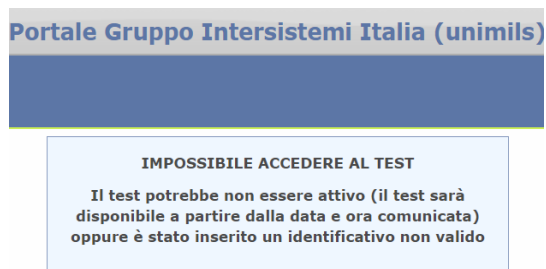 Portale Gruppo Intersistemi Italia (unimils)
IMPOSSIBILE ACCEDERE AL TEST
Il test potrebbe non essere attivo (il test sarà
disponibile a partire dalla data e ora comunicata)
oppure è stato inserito un identificativo non valido